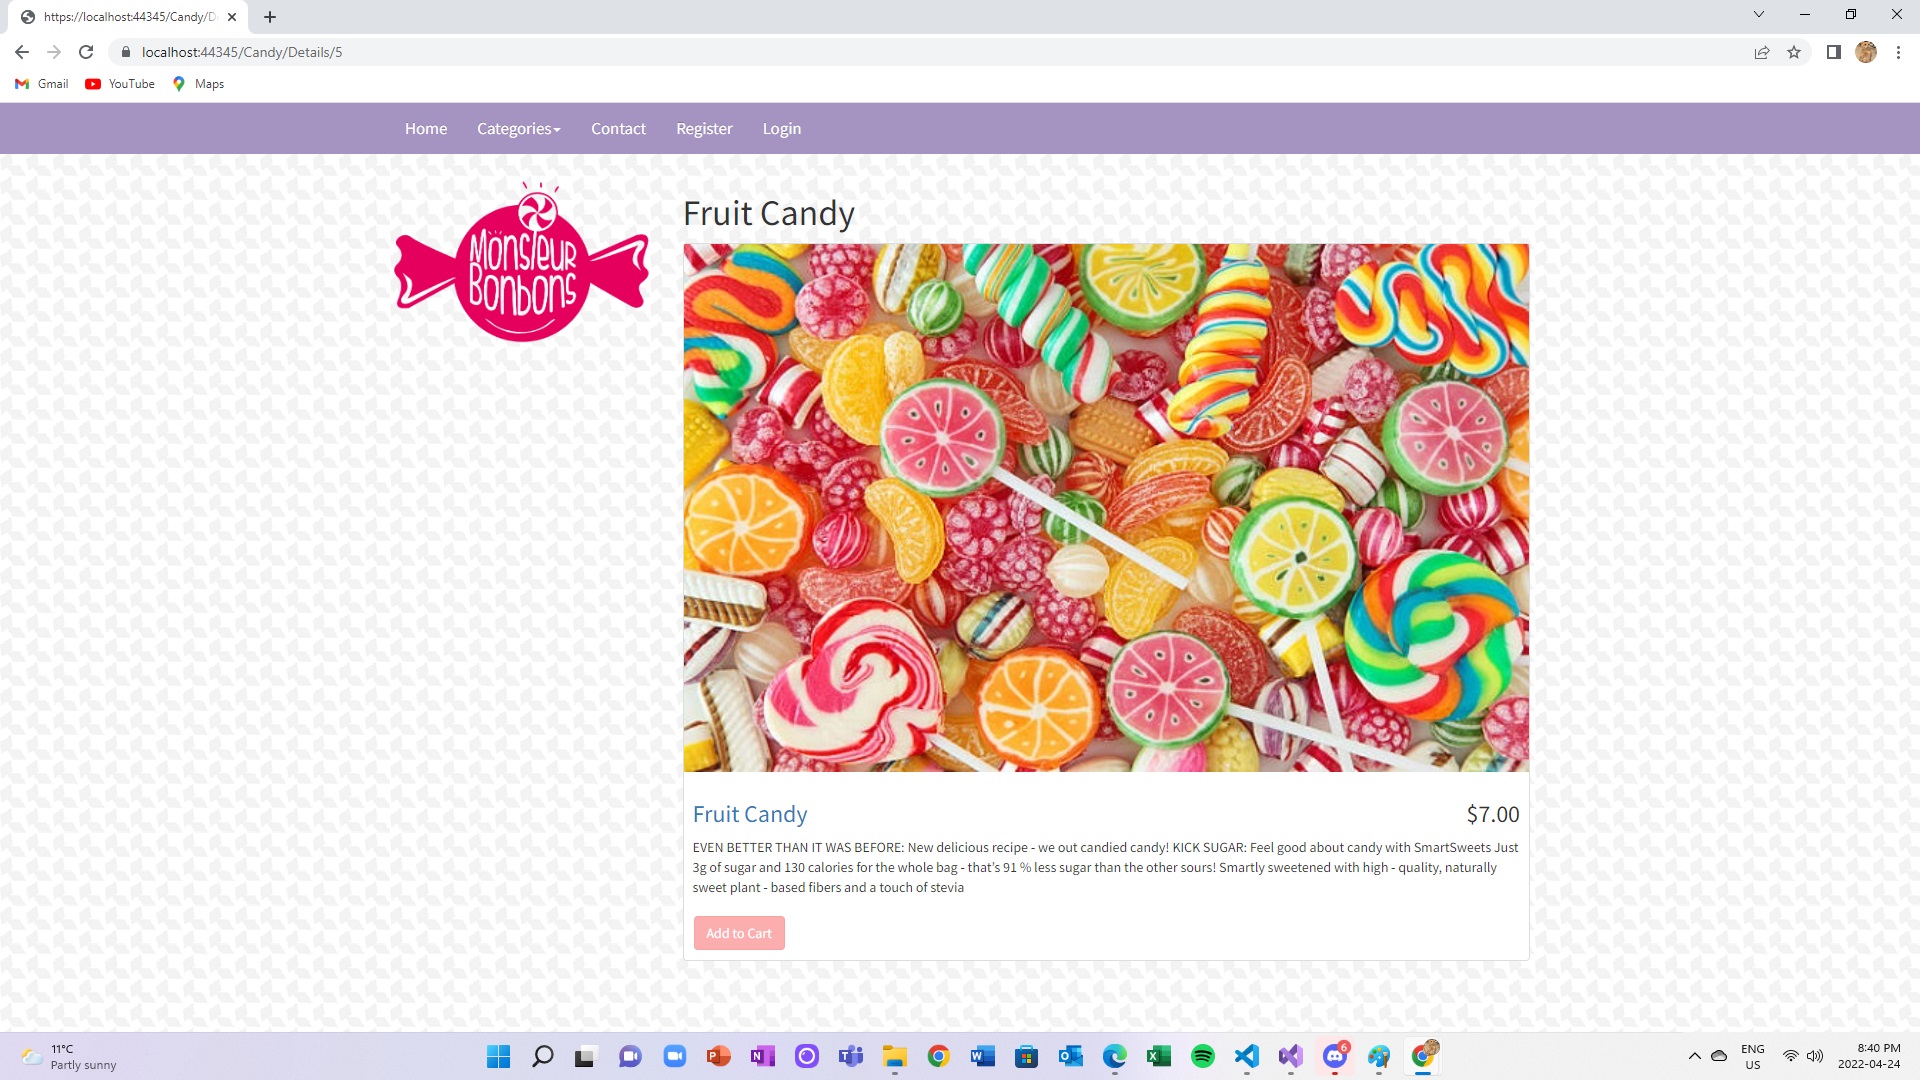 https://localhost:44345/Candy/D
localhost:44345/Candy/Details/5
Gmail
YouTube
Maps
Home
Categories
Contact
Register
Login
Monsieur
Bonbons
Fruit Candy
Fruit Candy
$7.00
EVEN BETTER THAN IT WAS BEFORE: New delicious recipe - we out candied candy! KICK SUGAR: Feel good about candy with SmartSweets Just
3g of sugar and 130 calories for the whole bag - that's 91 % less sugar than the other sours! Smartly sweetened with high - quality, naturally
sweet plant - based fibers and a touch of stevia
Add to Cart
11°C
Partly sunny
6
ENG
US
8:40 PM
2022-04-24